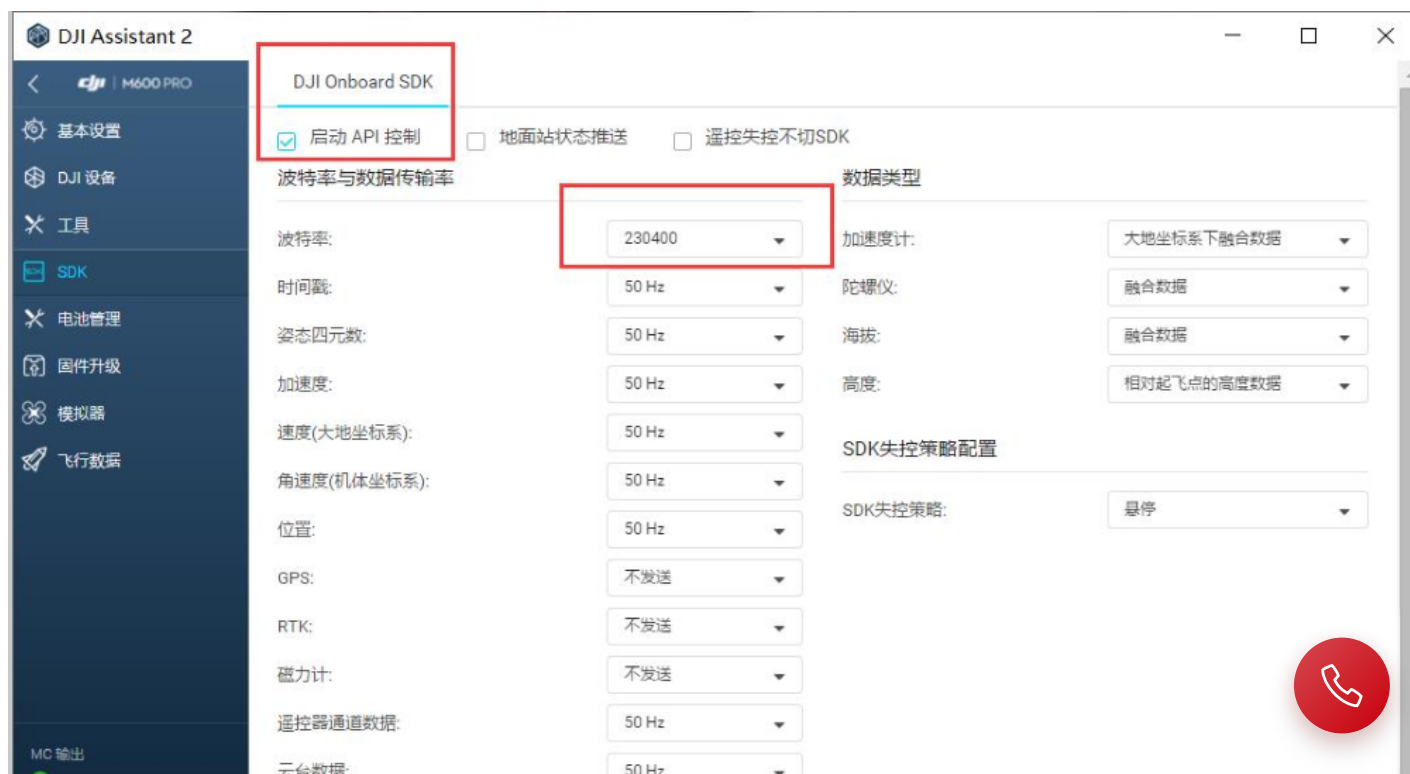 DJI Assistant 2
dji M600 PRO
基本设置
DJI 设备
工具
SDK
电池管理
固件升级
模拟器
飞行数据
MC 输出
DJI Onboard SDK
启动 API 控制
地面站状态推送
遥控失控不切SDK
波特率与数据传输率
波特率: 230400
时间戳: 50 Hz
姿态四元数: 50 Hz
加速度: 50 Hz
速度(大地坐标系): 50 Hz
角速度(机体坐标系): 50 Hz
位置: 50 Hz
GPS: 不发送
RTK: 不发送
磁力计: 不发送
遥控器通道数据: 50 Hz
云台数据: 50 Hz
数据类型
加速度计: 大地坐标系下融合数据
陀螺仪: 融合数据
海拔: 融合数据
高度: 相对起飞点的高度数据
SDK失控策略配置
SDK失控策略: 悬停